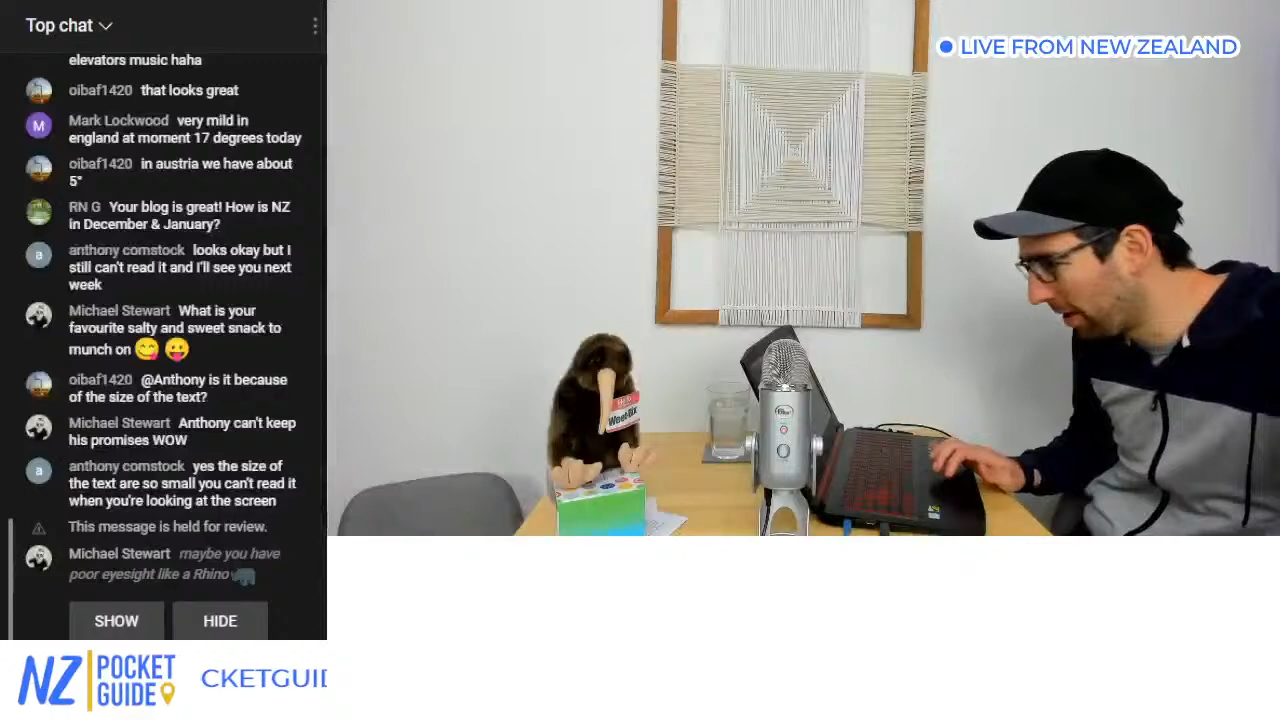 Top chat
elevators music haha
oibaf1420 that looks great
M
Mark Lockwood very mild in
england at moment 17 degrees today
oibaf1420 in austria we have about
5°
RN G Your blog is great! How is NZ
in December & January?
a
anthony comstock looks okay but I
still can't read it and I'll see you next
week
Michael Stewart What is your
favourite salty and sweet snack to
munch on 😋 😛
oibaf1420 @Anthony is it because
of the size of the text?
Michael Stewart Anthony can't keep
his promises WOW
a
anthony comstock yes the size of
the text are so small you can't read it
when you're looking at the screen
This message is held for review.
Michael Stewart maybe you have
poor eyesight like a Rhino
SHOW HIDE
NZ POCKET
GUIDE
CKETGUID
LIVE FROM NEW ZEALAND
Weet-Bix